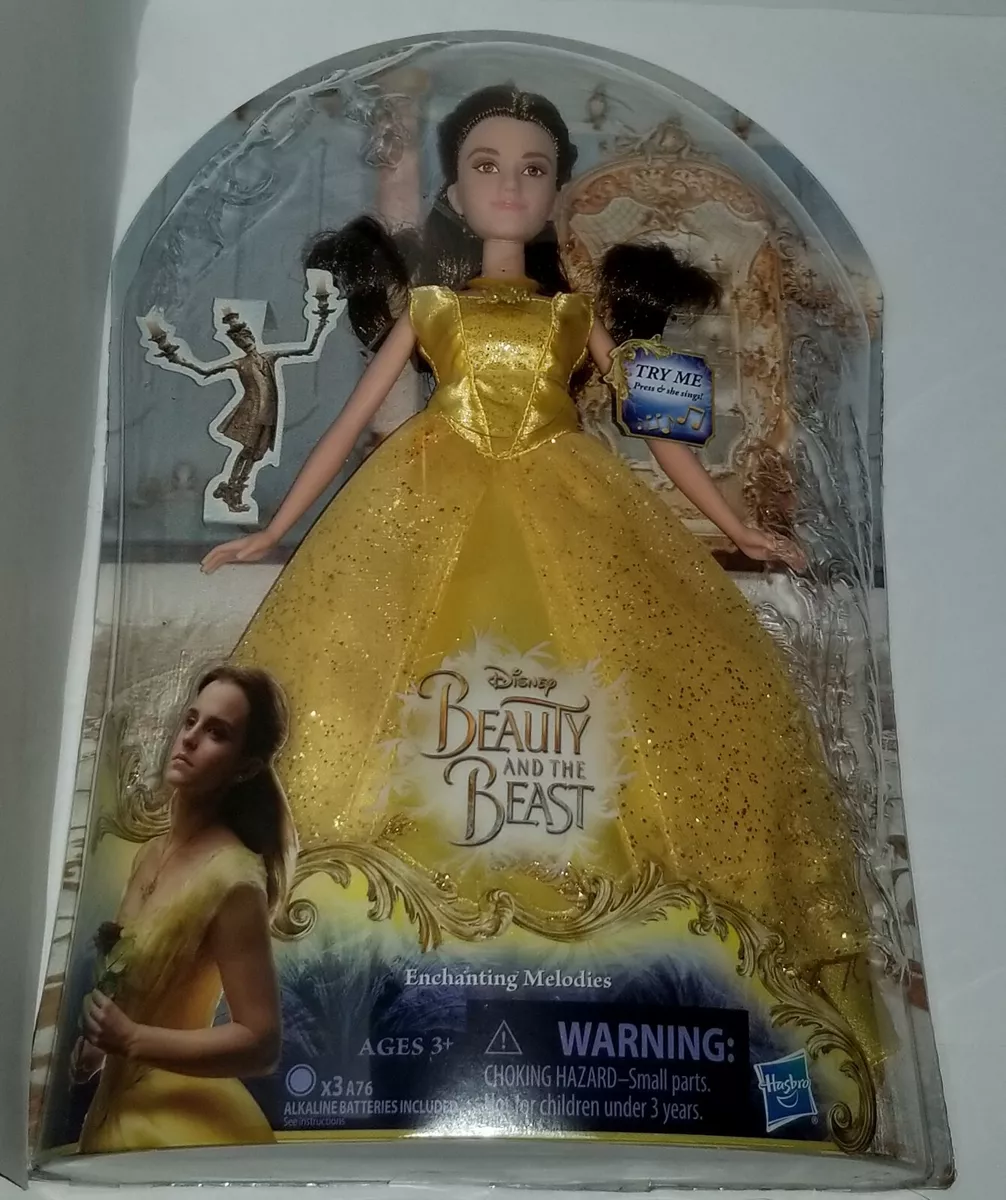 TRY ME
Press & she sings!
Disney
BEAUTY
AND THE
BEAST
Enchanting Melodies
AGES 3+
x3 A76
ALKALINE BATTERIES INCLUDED
See instructions
WARNING:
CHOKING HAZARD–Small parts.
Not for children under 3 years.
Hasbro
®